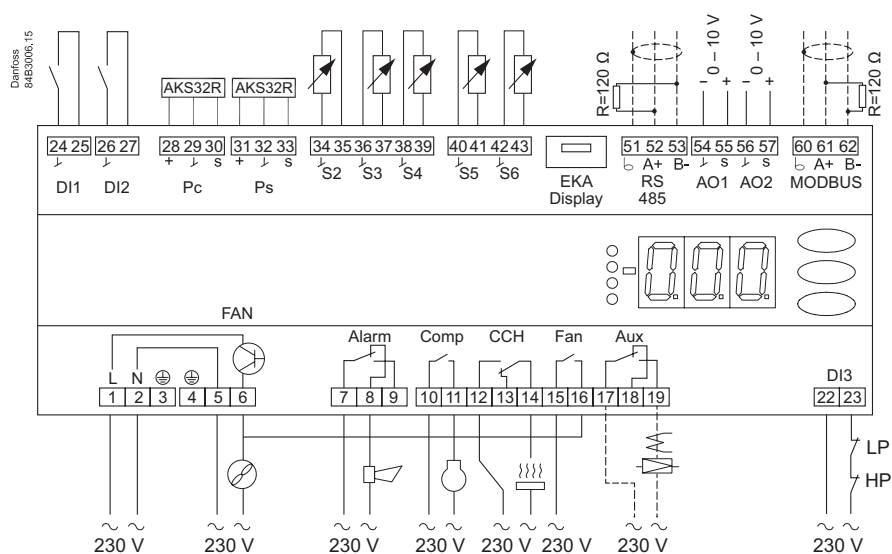 Danfoss
84B3006.15
AKS32R AKS32R
R=120 Ω
0 – 10 V
0 – 10 V
R=120 Ω
24 25 26 27 28 29 30 31 32 33 34 35 36 37 38 39 40 41 42 43 51 52 53 54 55 56 57 60 61 62
- + - +
+ s + s
DI1 DI2 Pc Ps S2 S3 S4 S5 S6
EKA
Display
A+ B-
RS
485
s s
AO1 AO2
A+ B-
MODBUS
000
FAN
Alarm Comp CCH Fan Aux
L N
DI3
1 2 3 4 5 6 7 8 9 10 11 12 13 14 15 16 17 18 19 22 23
LP
HP
~ ~ ~ ~ ~ ~ ~ ~ ~ ~ ~ ~ ~ ~ ~ ~
230 V 230 V 230 V 230 V 230 V 230 V 230 V 230 V